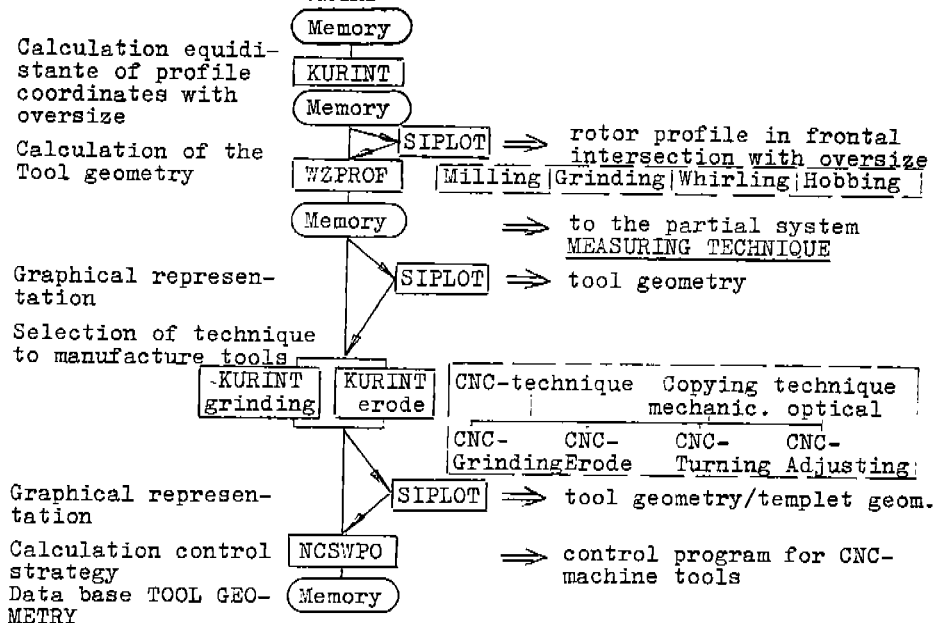 Memory
Calculation equidi-
stante of profile
coordinates with
oversize
KURINT
Memory
SIPLOT ⇒ rotor profile in frontal
intersection with oversize
Calculation of the
Tool geometry
WZPROF
Milling|Grinding|Whirling|Hobbing
Memory
⇒ to the partial system
MEASURING TECHNIQUE
Graphical represen-
tation
SIPLOT ⇒ tool geometry
Selection of technique
to manufacture tools
KURINT
grinding
KURINT
erode
CNC-technique Copying technique
mechanic. optical
CNC- CNC- CNC- CNC-
Grinding Erode Turning Adjusting
Graphical represen-
tation
SIPLOT ⇒ tool geometry/templet geom.
Calculation control
strategy
NCSWPO
⇒ control program for CNC-
machine tools
Data base TOOL GEO-
METRY
Memory